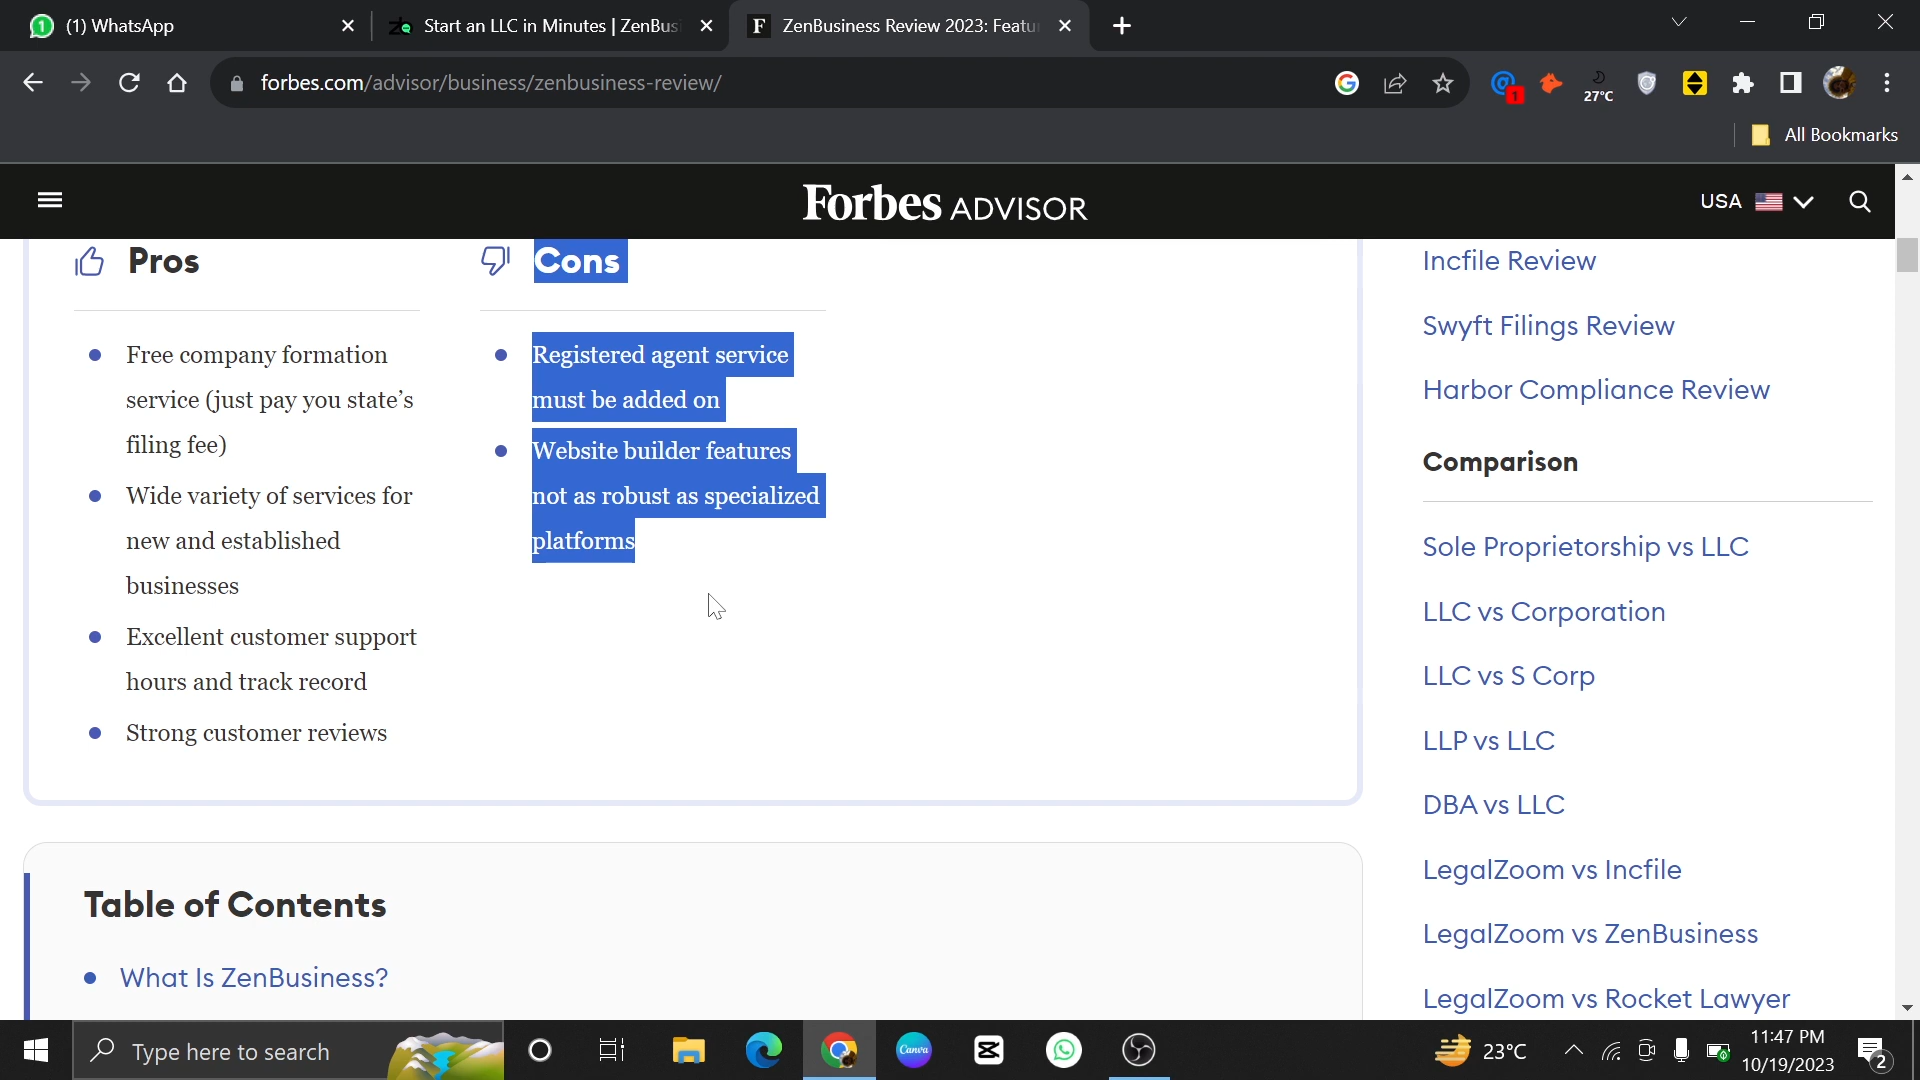 (1) WhatsApp
Start an LLC in Minutes | ZenBusi
F ZenBusiness Review 2023: Featu
forbes.com/advisor/business/zenbusiness-review/
1
27°C
All Bookmarks
Forbes ADVISOR
USA
Pros
Free company formation
service (just pay you state’s
filing fee)
Wide variety of services for
new and established
businesses
Excellent customer support
hours and track record
Strong customer reviews
Cons
Registered agent service
must be added on
Website builder features
not as robust as specialized
platforms
Incfile Review
Swyft Filings Review
Harbor Compliance Review
Comparison
Sole Proprietorship vs LLC
LLC vs Corporation
LLC vs S Corp
LLP vs LLC
DBA vs LLC
LegalZoom vs Incfile
LegalZoom vs ZenBusiness
LegalZoom vs Rocket Lawyer
Table of Contents
What Is ZenBusiness?
Type here to search
Canva
23°C
11:47 PM
10/19/2023
2